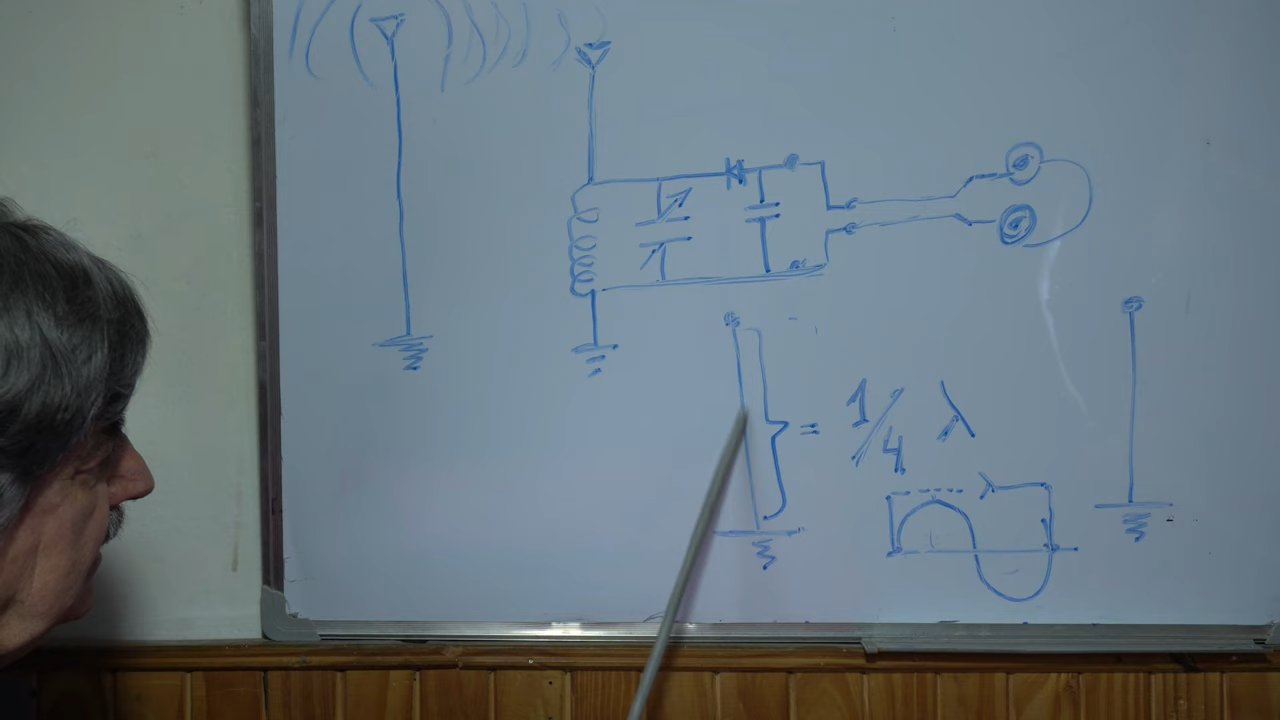 = 1/4 λ
λ